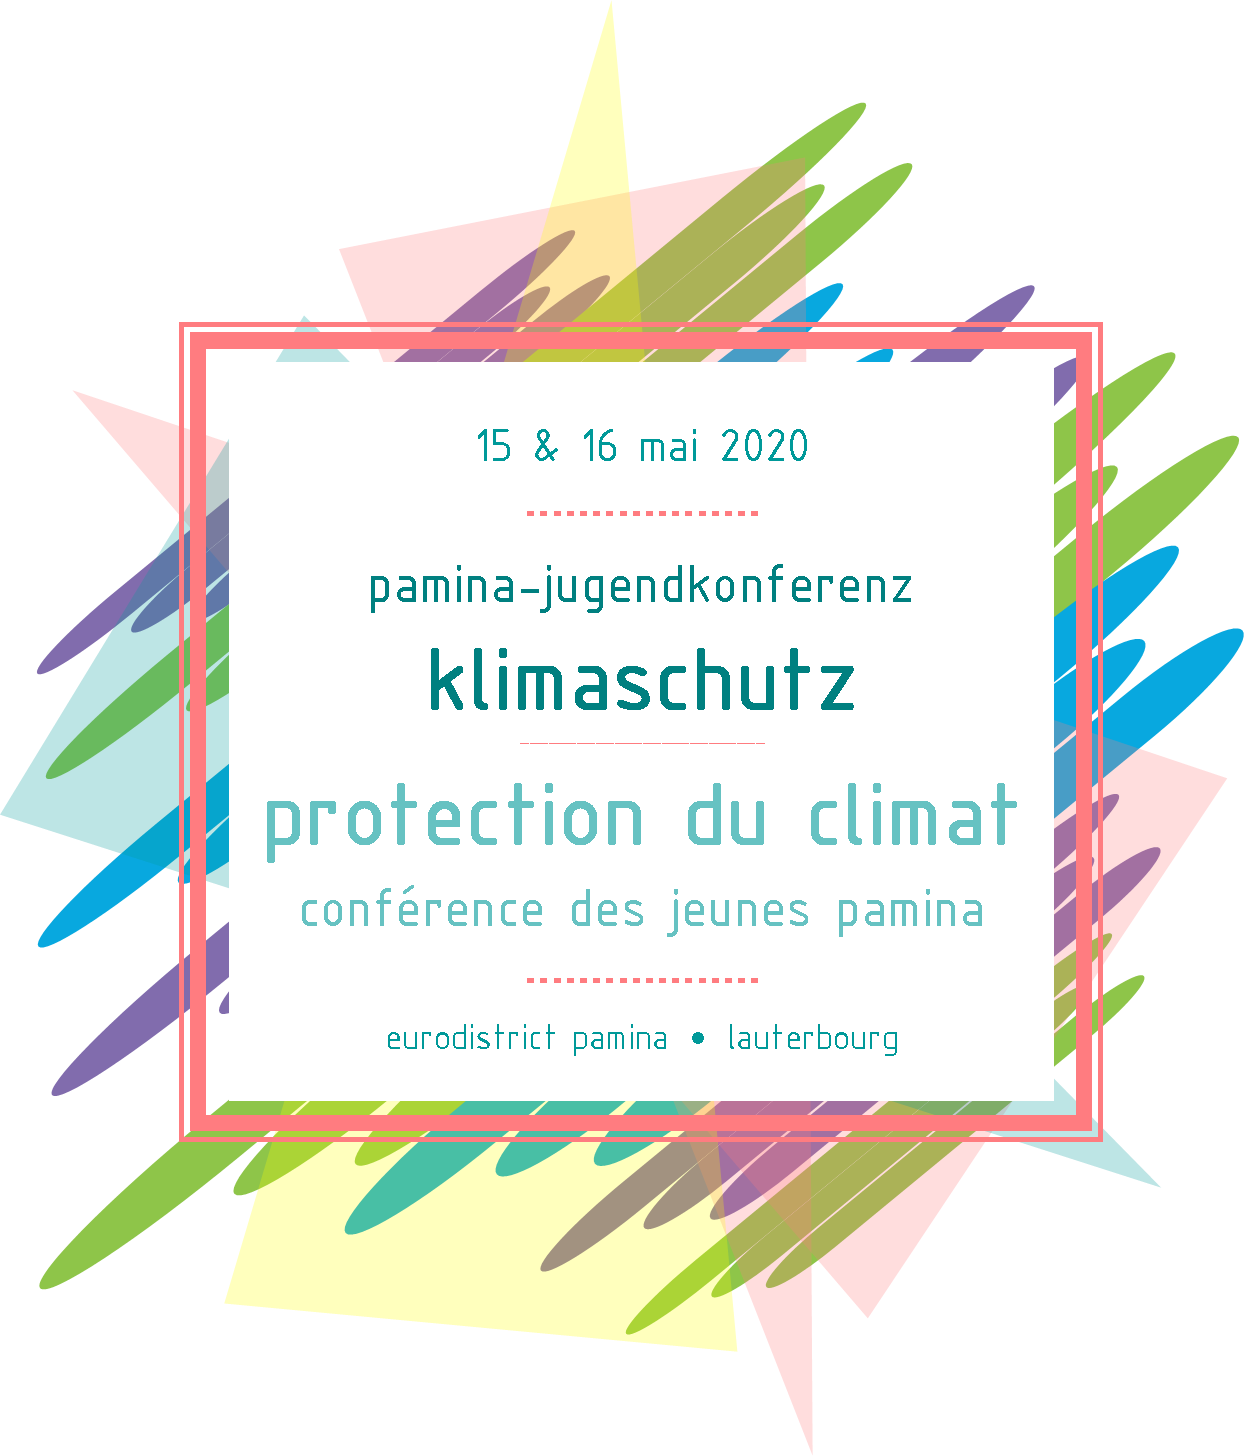 15 & 16 mai 2020
pamina-jugendkonferenz
klimaschutz
protection du climat
conférence des jeunes pamina
eurodistrict pamina • lauterbourg